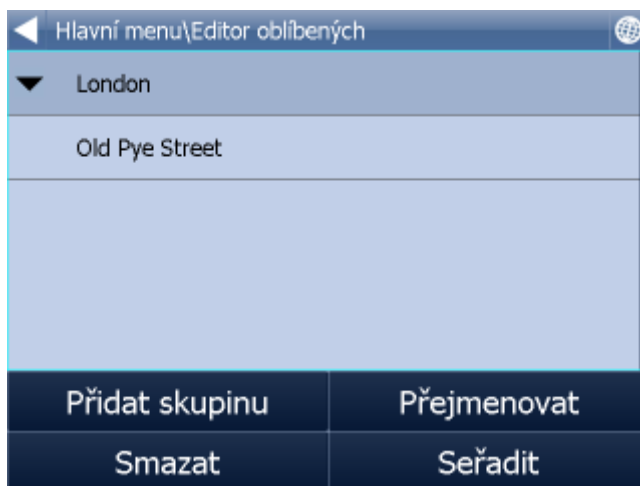 Hlavní menu\Editor oblíbených
London
Old Pye Street
Přidat skupinu
Přejmenovat
Smazat
Seřadit